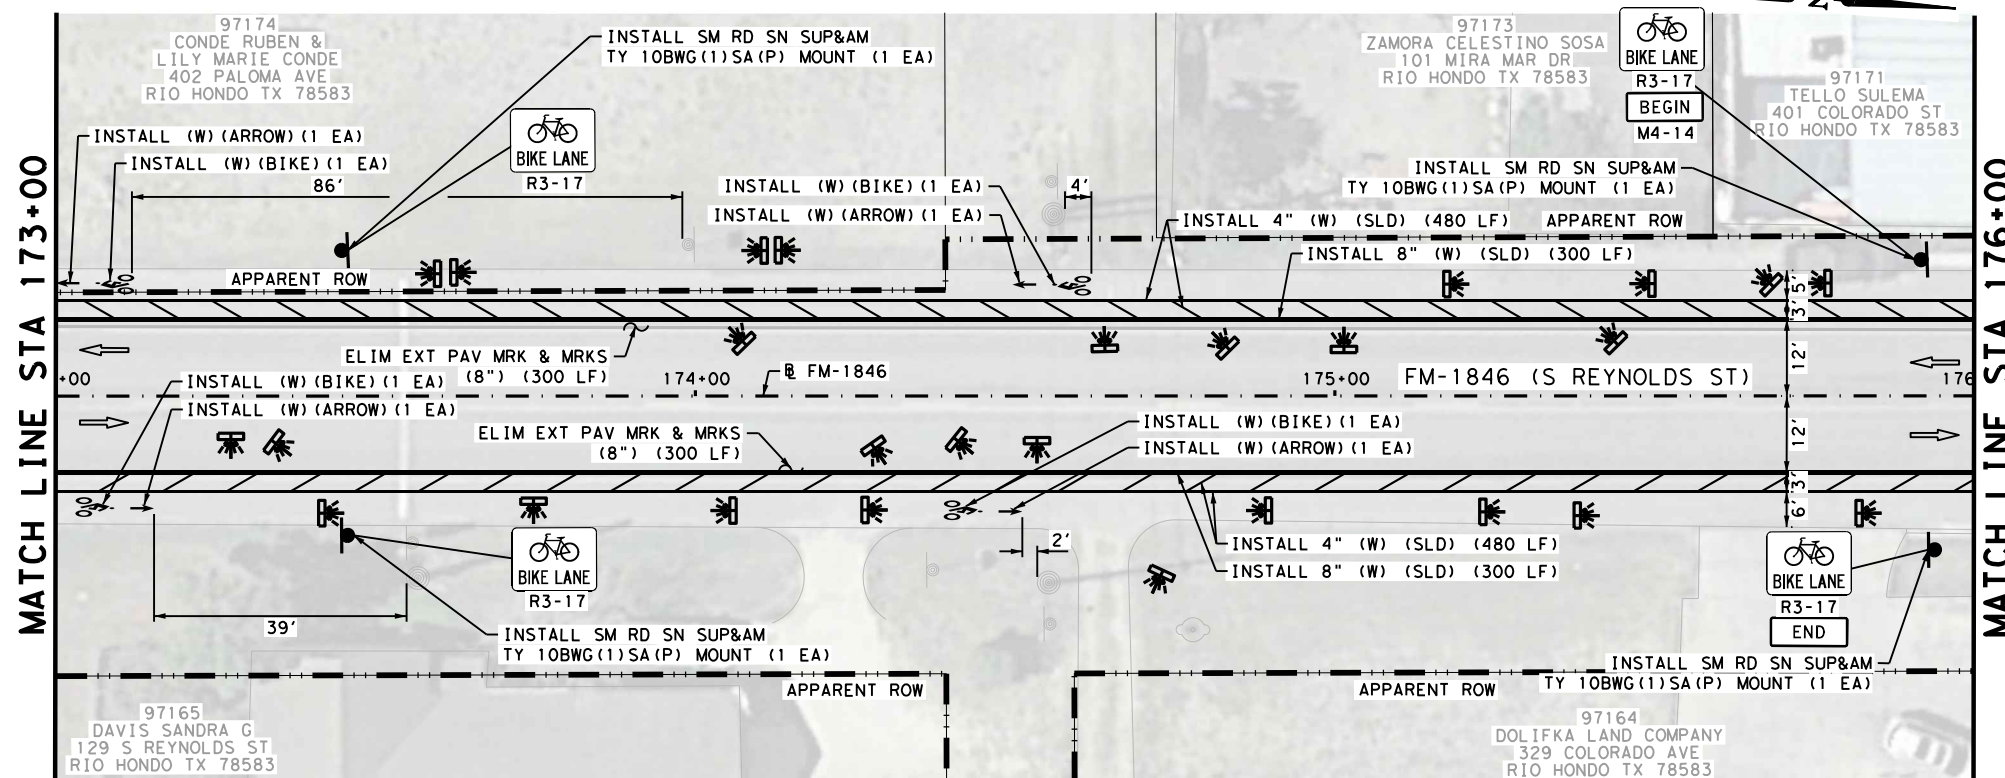 MATCH LINE STA 173+00
97174
CONDE RUBEN &
LILY MARIE CONDE
402 PALOMA AVE
RIO HONDO TX 78583
INSTALL SM RD SN SUP&AM
TY 10BWG(1)SA(P) MOUNT (1 EA)
97173
ZAMORA CELESTINO SOSA
101 MIRA MAR DR
RIO HONDO TX 78583
BIKE LANE
R3-17
BEGIN
M4-14
97171
TELLO SULEMA
401 COLORADO ST
RIO HONDO TX 78583
INSTALL (W)(ARROW)(1 EA)
INSTALL (W)(BIKE)(1 EA)
86'
BIKE LANE
R3-17
INSTALL (W)(BIKE)(1 EA)
INSTALL (W)(ARROW)(1 EA)
4'
INSTALL SM RD SN SUP&AM
TY 10BWG(1)SA(P) MOUNT (1 EA)
INSTALL 4" (W) (SLD) (480 LF)
APPARENT ROW
INSTALL 8" (W) (SLD) (300 LF)
APPARENT ROW
5'
3'
12'
12'
3'
6'
ELIM EXT PAV MRK & MRKS
(8") (300 LF)
+00
174+00
℄ FM-1846
175+00
FM-1846 (S REYNOLDS ST)
176
INSTALL (W)(BIKE)(1 EA)
INSTALL (W)(ARROW)(1 EA)
ELIM EXT PAV MRK & MRKS
(8") (300 LF)
INSTALL (W)(BIKE)(1 EA)
INSTALL (W)(ARROW)(1 EA)
2'
INSTALL 4" (W) (SLD) (480 LF)
INSTALL 8" (W) (SLD) (300 LF)
BIKE LANE
R3-17
39'
INSTALL SM RD SN SUP&AM
TY 10BWG(1)SA(P) MOUNT (1 EA)
BIKE LANE
R3-17
END
INSTALL SM RD SN SUP&AM
TY 10BWG(1)SA(P) MOUNT (1 EA)
APPARENT ROW
APPARENT ROW
97165
DAVIS SANDRA G
129 S REYNOLDS ST
RIO HONDO TX 78583
97164
DOLIFKA LAND COMPANY
329 COLORADO AVE
RIO HONDO TX 78583
MATCH LINE STA 176+00